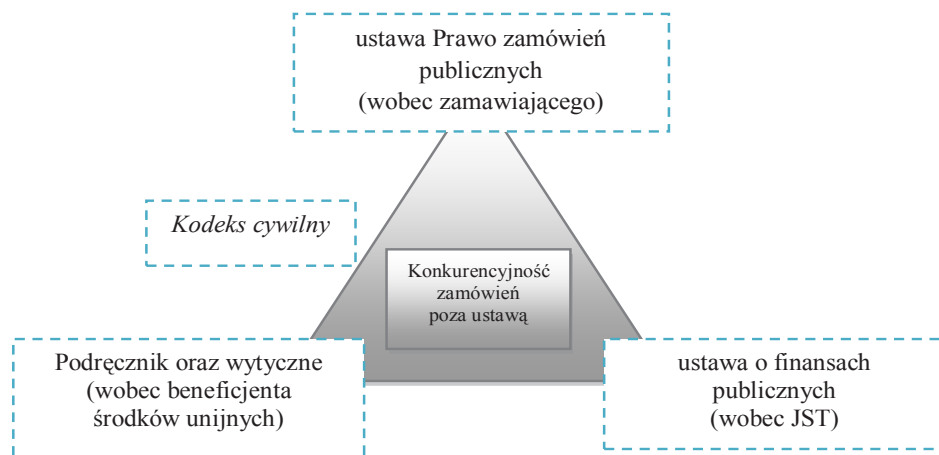 ustawa Prawo zamówień
publicznych
(wobec zamawiającego)
Kodeks cywilny
Konkurencyjność
zamówień
poza ustawą
Podręcznik oraz wytyczne
(wobec beneficjenta
środków unijnych)
ustawa o finansach
publicznych
(wobec JST)